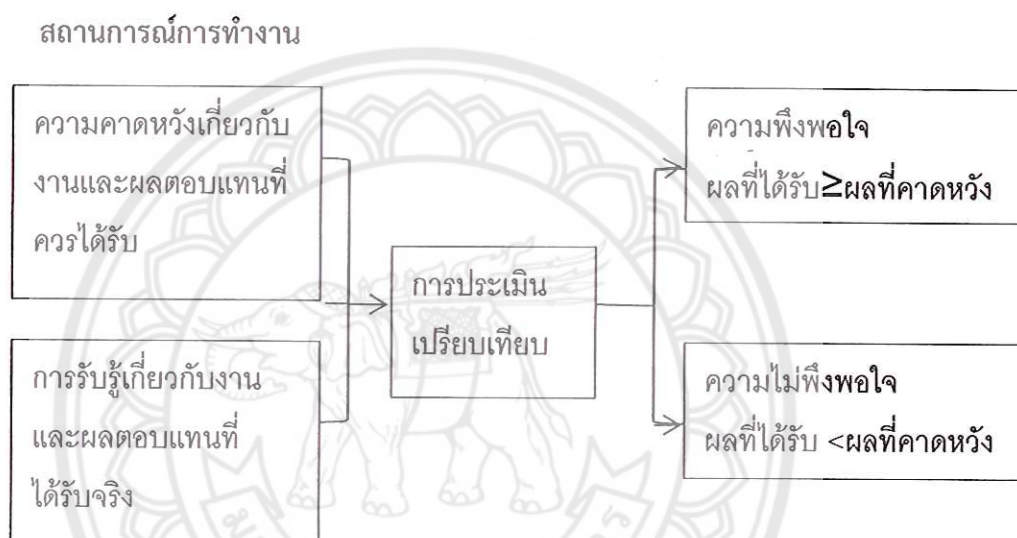 สถานการณ์การทำงาน
ความคาดหวังเกี่ยวกับ
งานและผลตอบแทนที่
ควรได้รับ
การรับรู้เกี่ยวกับงาน
และผลตอบแทนที่
ได้รับจริง
การประเมิน
เปรียบเทียบ
ความพึงพอใจ
ผลที่ได้รับ≥ผลที่คาดหวัง
ความไม่พึงพอใจ
ผลที่ได้รับ <ผลที่คาดหวัง